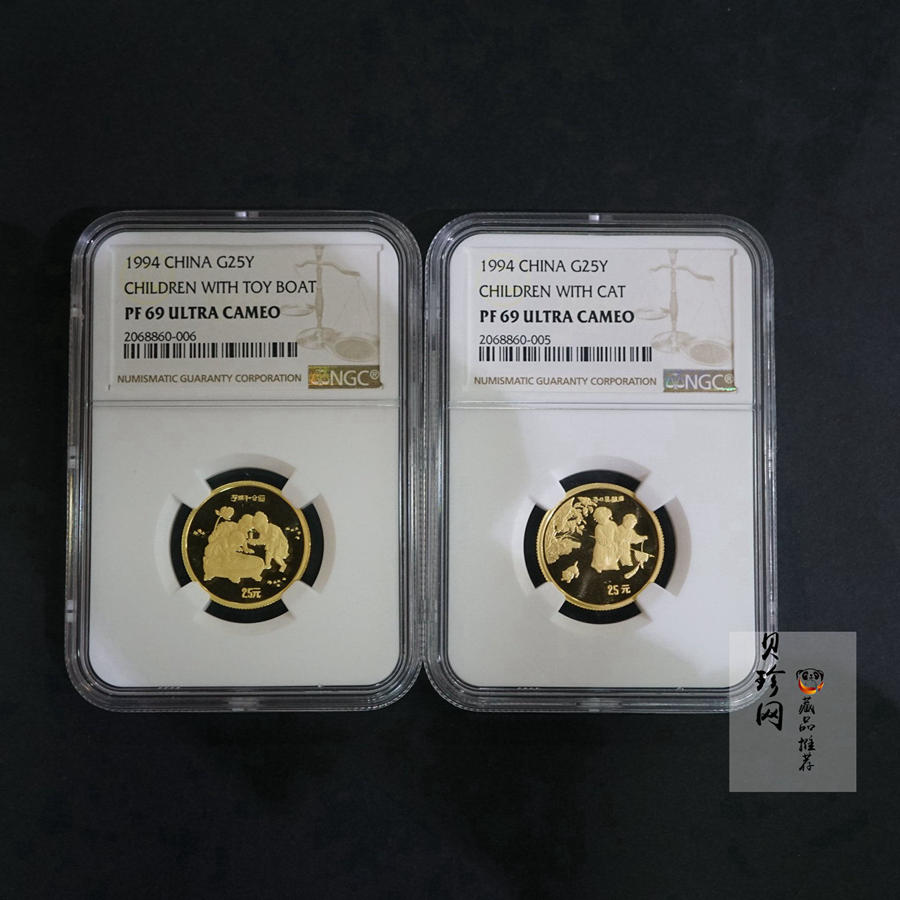 1994 CHINA G25Y
CHILDREN WITH TOY BOAT
PF 69 ULTRA CAMEO
2068860-006
NUMISMATIC GUARANTY CORPORATION
NGC®
25元
1994 CHINA G25Y
CHILDREN WITH CAT
PF 69 ULTRA CAMEO
2068860-005
NUMISMATIC GUARANTY CORPORATION
NGC®
25元
贝珍网
藏品推荐